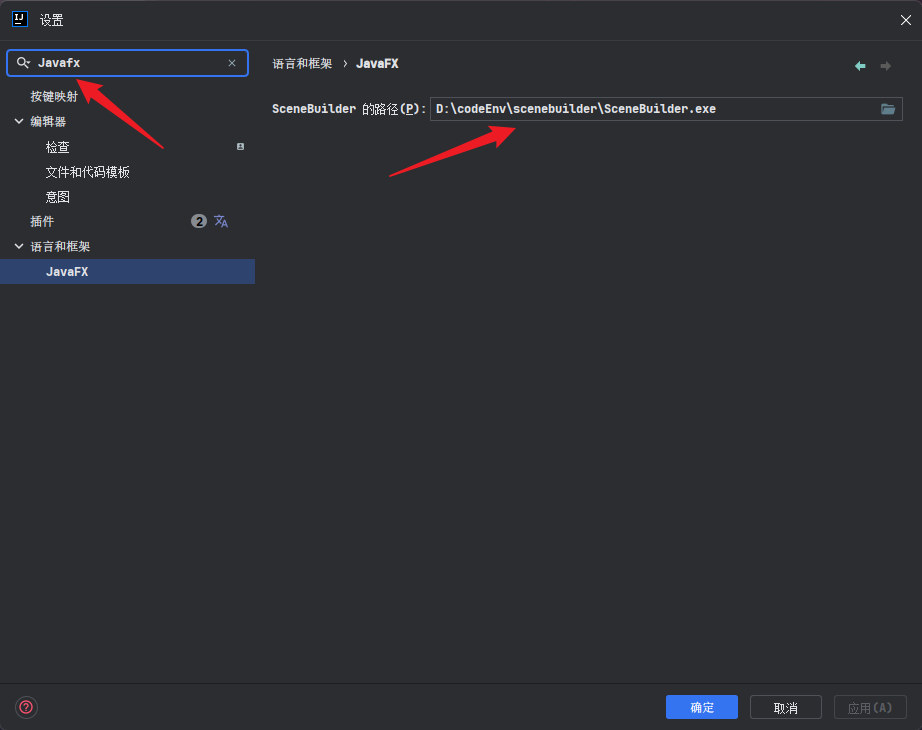 设置
Javafx
按键映射
编辑器
检查
文件和代码模板
意图
插件 2
语言和框架
JavaFX
语言和框架 › JavaFX
SceneBuilder 的路径(P): D:\codeEnv\scenebuilder\SceneBuilder.exe
确定 取消 应用(A)